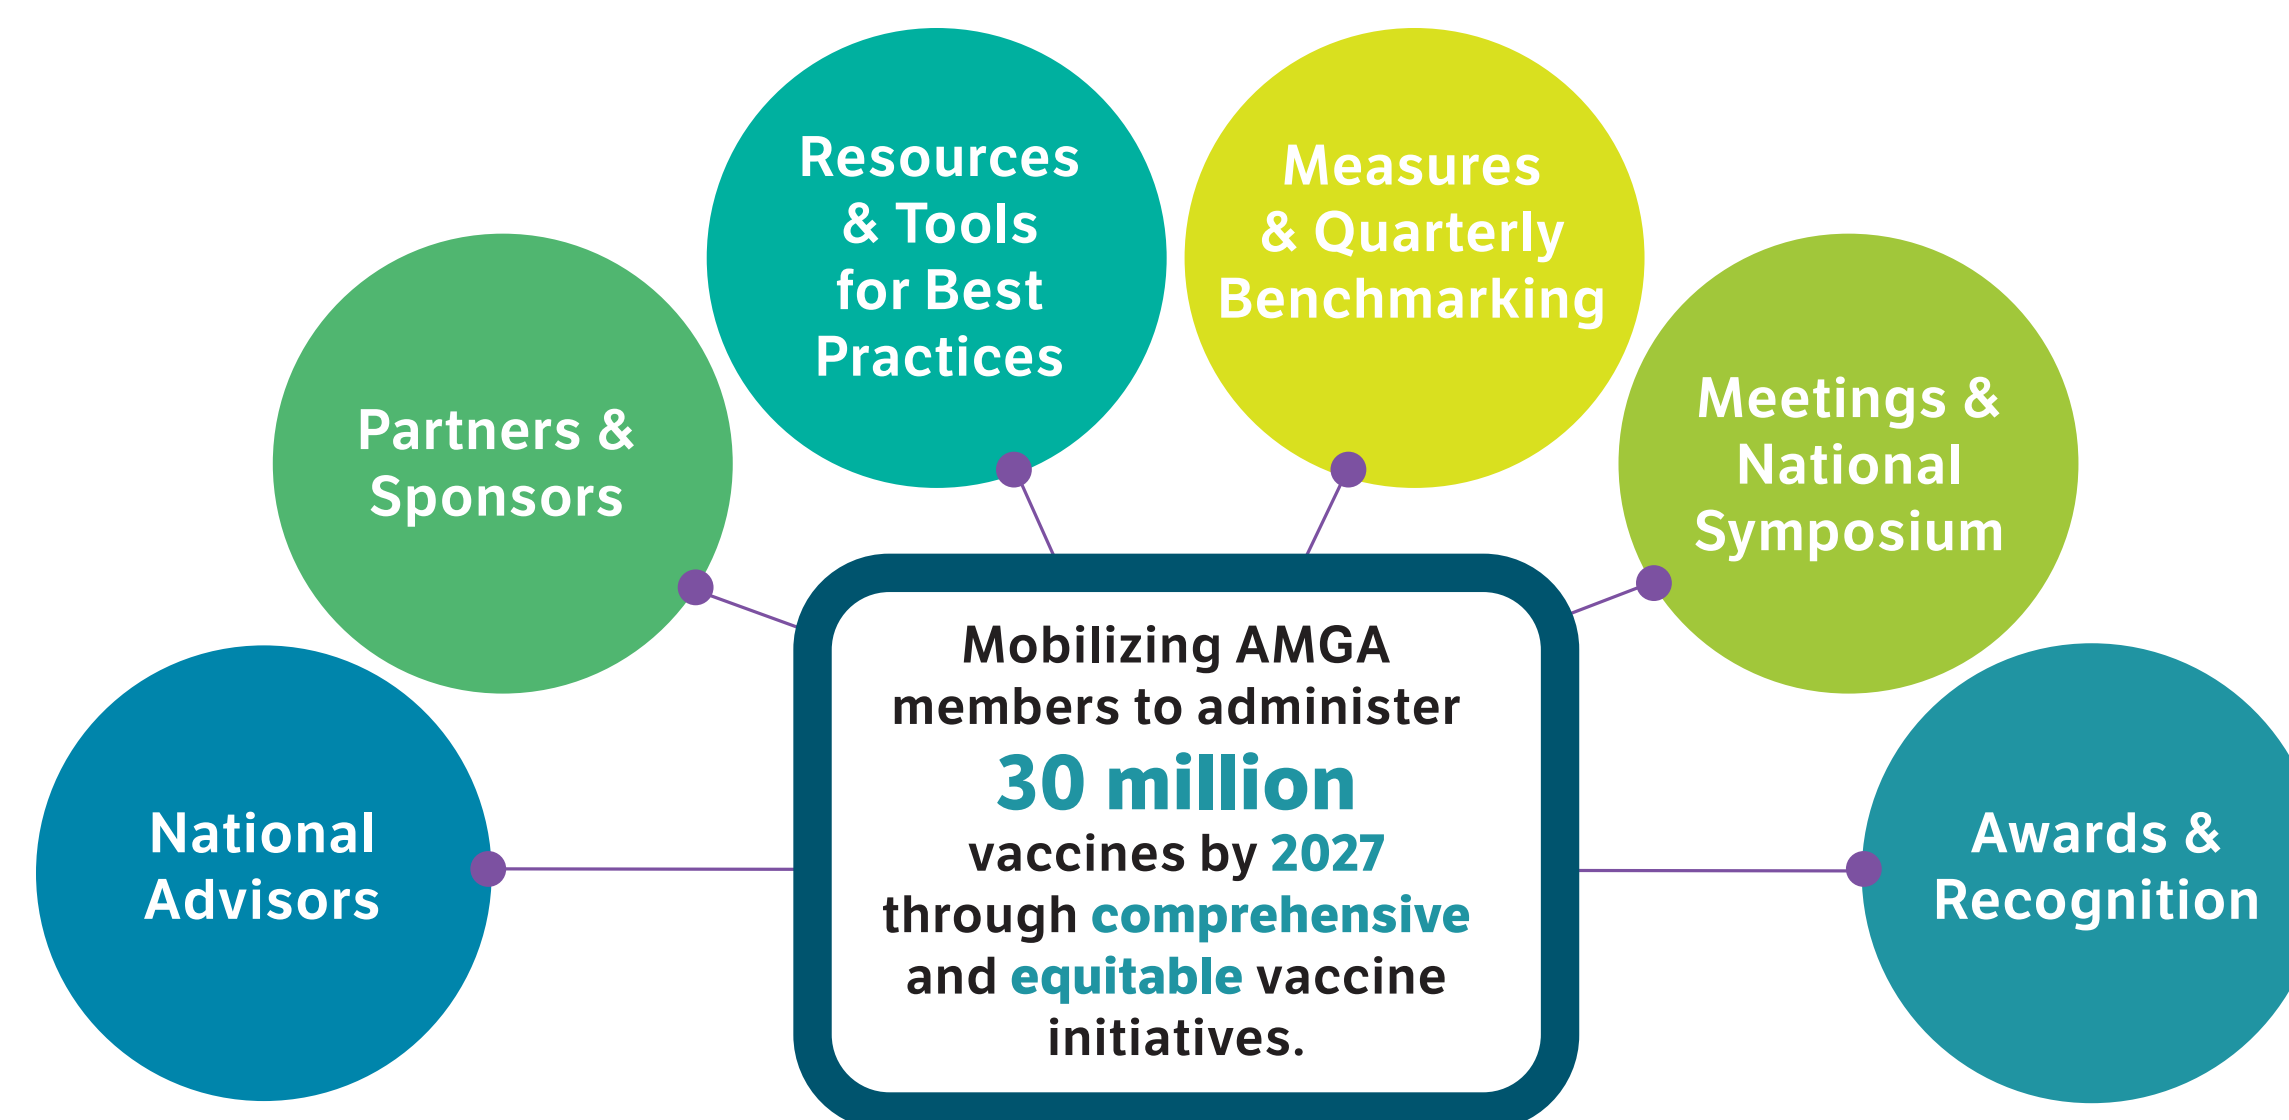 Resources
& Tools
for Best
Practices
Measures
& Quarterly
Benchmarking
Partners &
Sponsors
Meetings &
National
Symposium
National
Advisors
Mobilizing AMGA
members to administer
30 million
vaccines by 2027
through comprehensive
and equitable vaccine
initiatives.
Awards &
Recognition